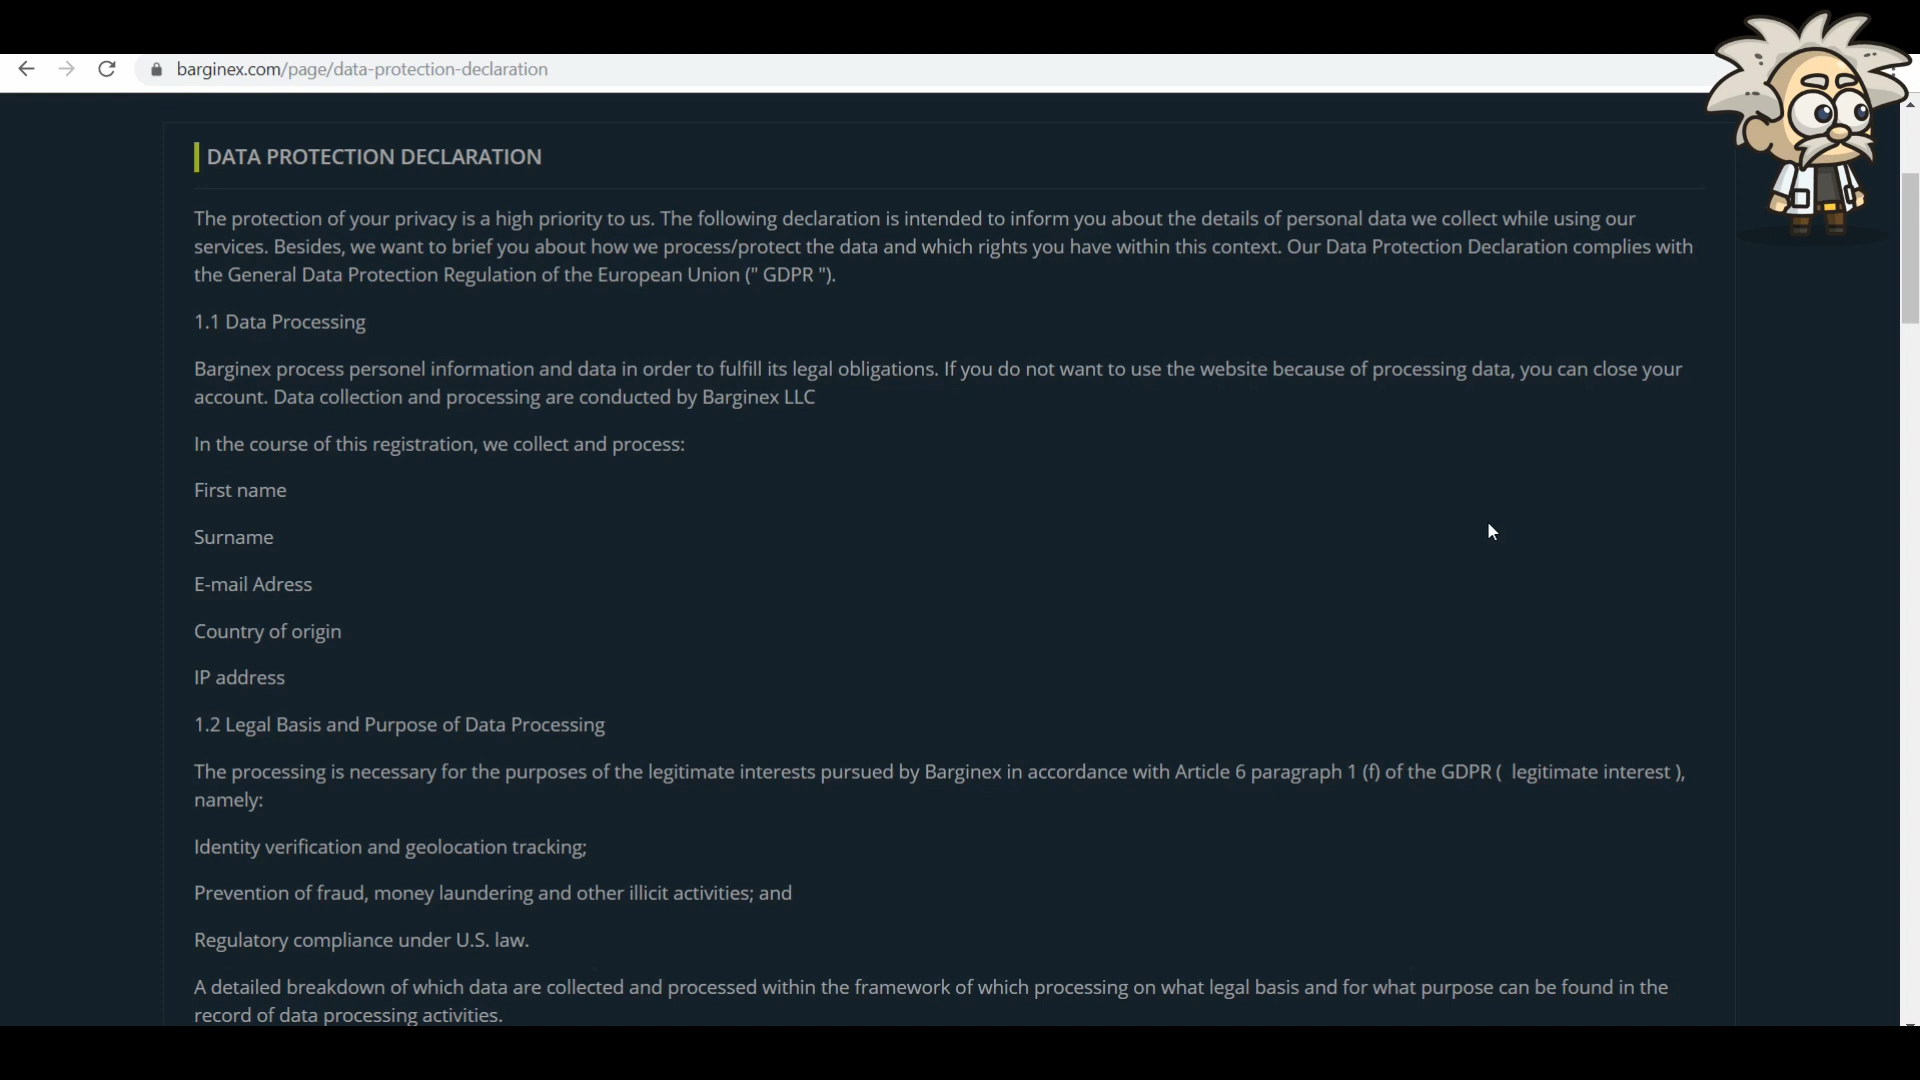 barginex.com/page/data-protection-declaration
DATA PROTECTION DECLARATION
The protection of your privacy is a high priority to us. The following declaration is intended to inform you about the details of personal data we collect while using our
services. Besides, we want to brief you about how we process/protect the data and which rights you have within this context. Our Data Protection Declaration complies with
the General Data Protection Regulation of the European Union (" GDPR ").
1.1 Data Processing
Barginex process personel information and data in order to fulfill its legal obligations. If you do not want to use the website because of processing data, you can close your
account. Data collection and processing are conducted by Barginex LLC
In the course of this registration, we collect and process:
First name
Surname
E-mail Adress
Country of origin
IP address
1.2 Legal Basis and Purpose of Data Processing
The processing is necessary for the purposes of the legitimate interests pursued by Barginex in accordance with Article 6 paragraph 1 (f) of the GDPR ( legitimate interest ),
namely:
Identity verification and geolocation tracking;
Prevention of fraud, money laundering and other illicit activities; and
Regulatory compliance under U.S. law.
A detailed breakdown of which data are collected and processed within the framework of which processing on what legal basis and for what purpose can be found in the
record of data processing activities.